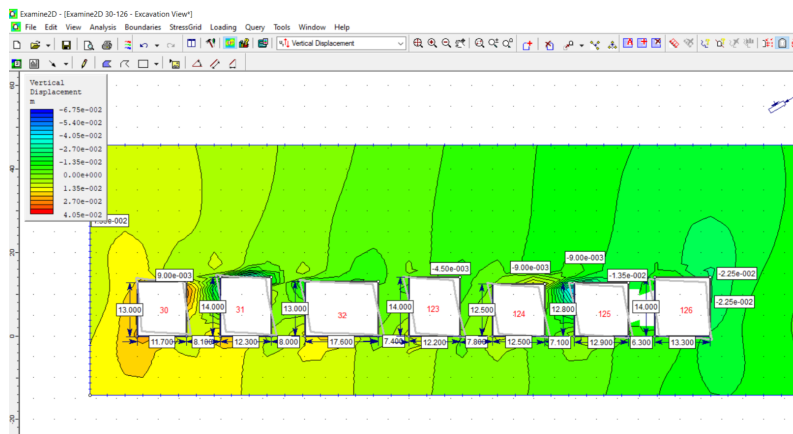 Examine2D - [Examine2D 30-126 - Excavation View*]
File Edit View Analysis Boundaries StressGrid Loading Query Tools Window Help
Vertical Displacement
Vertical
Displacement
m
-6.75e-002
-5.40e-002
-4.05e-002
-2.70e-002
-1.35e-002
0.00e+000
1.35e-002
2.70e-002
4.05e-002
60
40
20
0
-20
9.00e-003
-4.50e-003
-9.00e-003
-9.00e-003
-1.35e-002
-2.25e-002
-2.25e-002
13.000
30
14.000
31
13.000
32
14.000
123
12.500
124
12.800
125
14.000
126
11.700
8.100
12.300
8.000
17.600
7.400
12.200
7.800
12.500
7.100
12.900
6.300
13.300